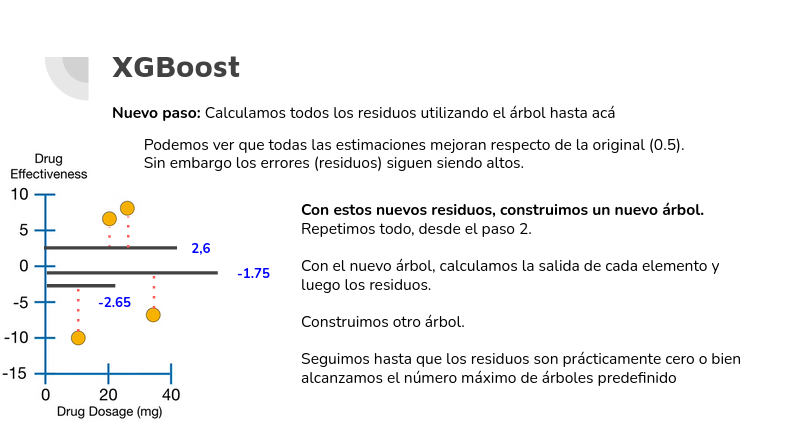 XGBoost
Nuevo paso: Calculamos todos los residuos utilizando el árbol hasta acá
Podemos ver que todas las estimaciones mejoran respecto de la original (0.5).
Sin embargo los errores (residuos) siguen siendo altos.
Drug
Effectiveness
10
5
0
-5
-10
-15
0
20
40
Drug Dosage (mg)
2,6
-1.75
-2.65
Con estos nuevos residuos, construimos un nuevo árbol.
Repetimos todo, desde el paso 2.
Con el nuevo árbol, calculamos la salida de cada elemento y
luego los residuos.
Construimos otro árbol.
Seguimos hasta que los residuos son prácticamente cero o bien
alcanzamos el número máximo de árboles predefinido